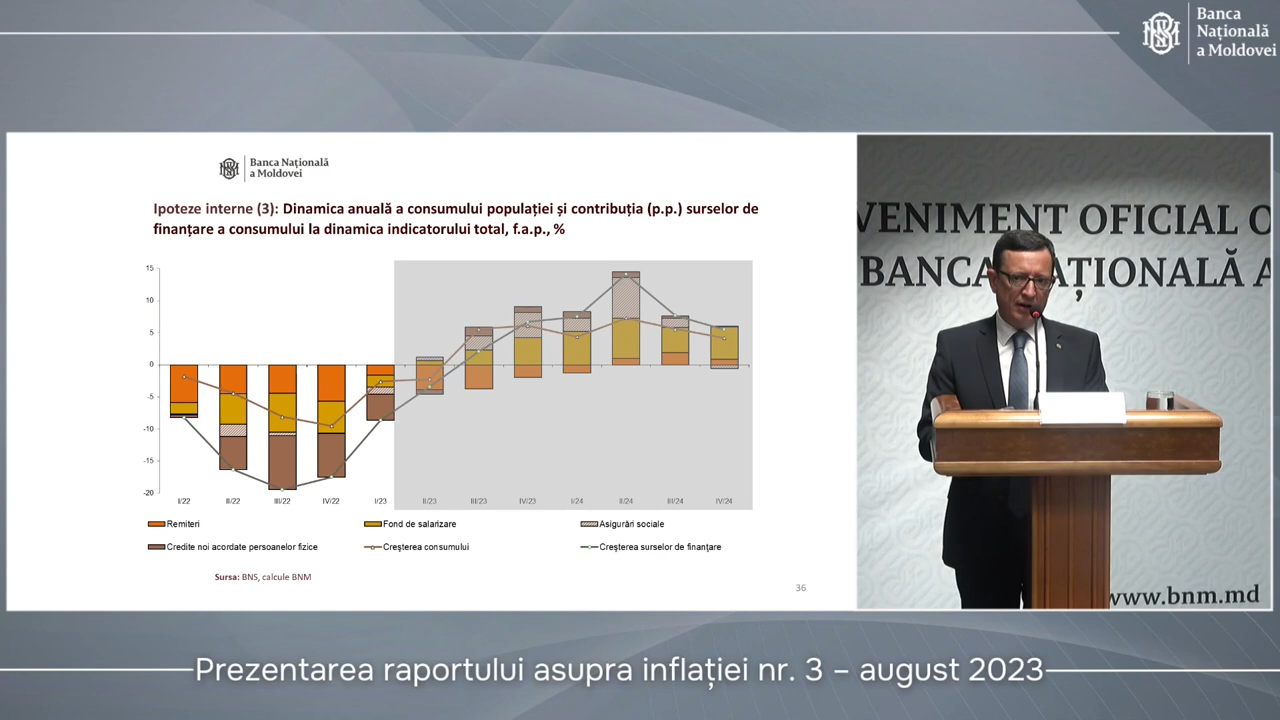 Banca
Națională
a Moldovei
Banca Națională
a Moldovei
Ipoteze interne (3): Dinamica anuală a consumului populației și contribuția (p.p.) surselor de
finanțare a consumului la dinamica indicatorului total, f.a.p., %
15
10
5
0
-5
-10
-15
-20
I/22
II/22
III/22
IV/22
I/23
II/23
III/23
IV/23
I/24
II/24
III/24
IV/24
Remiteri
Fond de salarizare
Asigurări sociale
Credite noi acordate persoanelor fizice
Creșterea consumului
Creșterea surselor de finanțare
Sursa: BNS, calcule BNM
36
VENIMENT OFICIAL O
BANCA NAȚIONALĂ A
www.bnm.md
Prezentarea raportului asupra inflației nr. 3 – august 2023